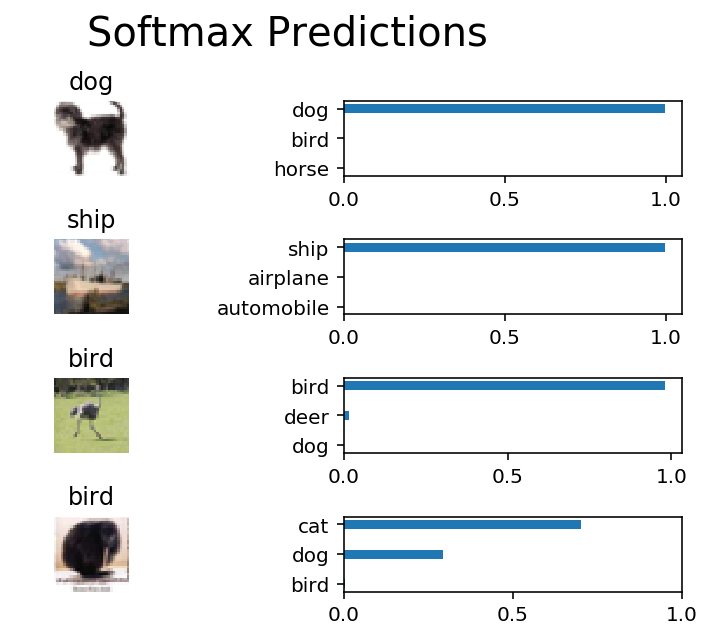 Softmax Predictions
dog
dog
bird
horse
0.0 0.5 1.0
ship
ship
airplane
automobile
0.0 0.5 1.0
bird
bird
deer
dog
0.0 0.5 1.0
bird
cat
dog
bird
0.0 0.5 1.0